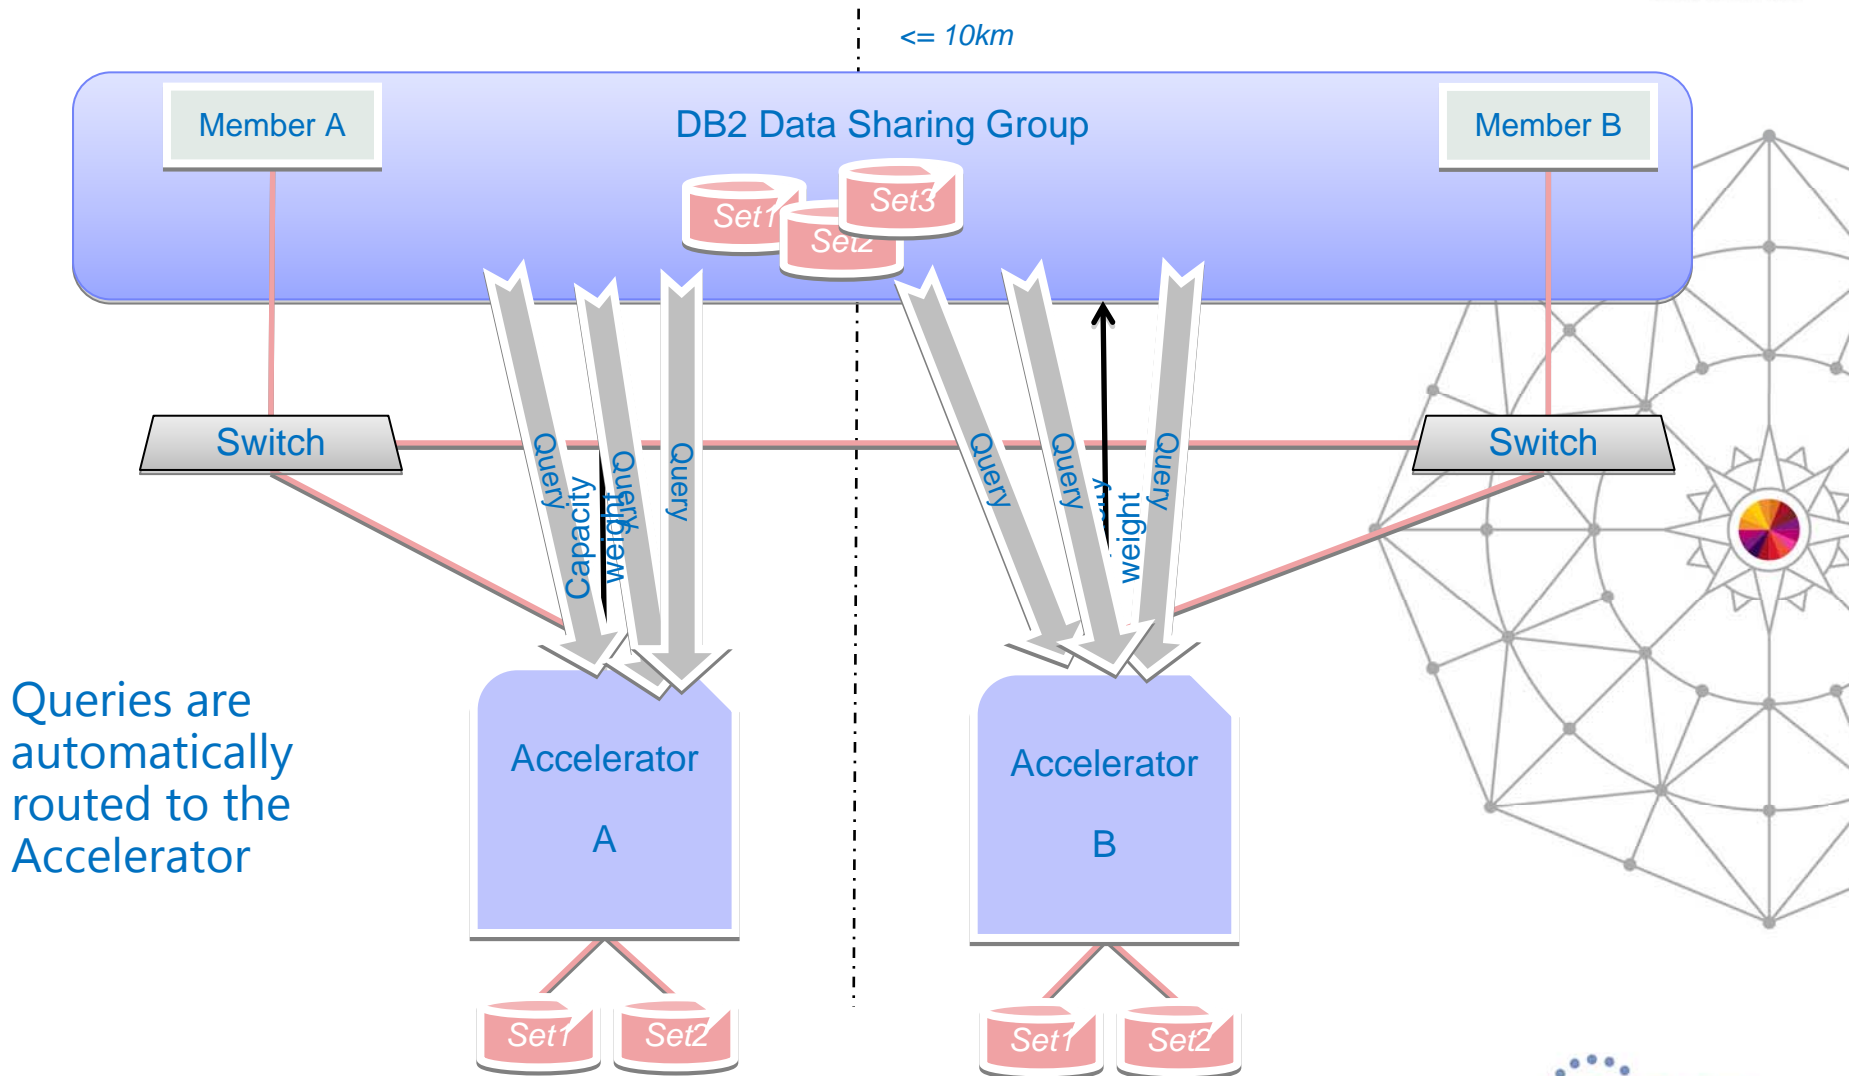 <= 10km
Member A
DB2 Data Sharing Group
Member B
Set1
Set2
Set3
Switch
Switch
Query
Query
Query
Capacity
weight
Query
Query
Query
weight
Queries are
automatically
routed to the
Accelerator
Accelerator
A
Accelerator
B
Set1
Set2
Set1
Set2